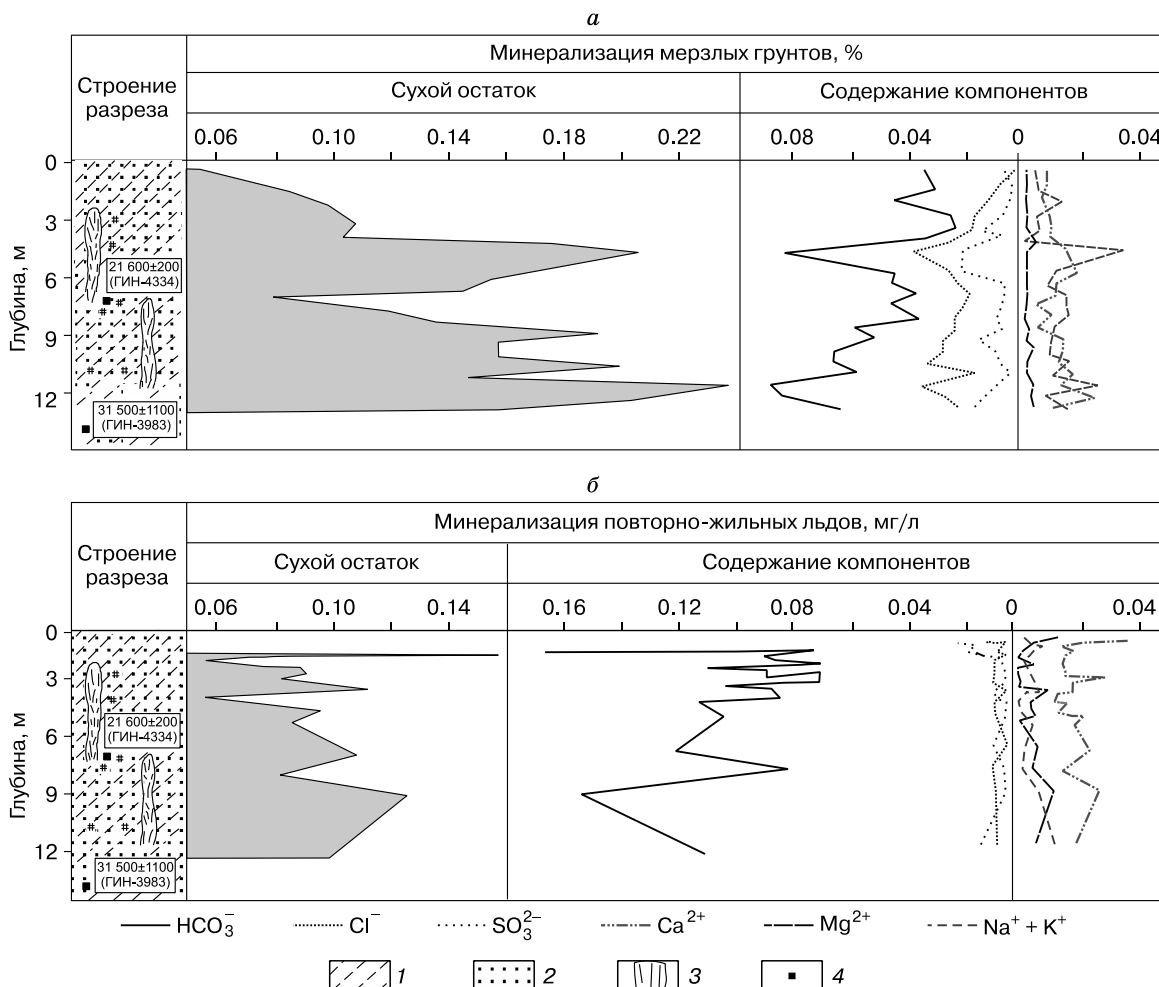 а
Минерализация мерзлых грунтов, %
Строение
разреза
Сухой остаток
Содержание компонентов
0.06 0.10 0.14 0.18 0.22 0.08 0.04 0 0.04
0
3
6
9
12
Глубина, м
21 600±200
(ГИН-4334)
31 500±1100
(ГИН-3983)
б
Минерализация повторно-жильных льдов, мг/л
Строение
разреза
Сухой остаток
Содержание компонентов
0.06 0.10 0.14 0.16 0.12 0.08 0.04 0 0.04
0
3
6
9
12
Глубина, м
21 600±200
(ГИН-4334)
31 500±1100
(ГИН-3983)
HCO₃⁻ Cl⁻ SO₃²⁻ Ca²⁺ Mg²⁺ Na⁺ + K⁺
1 2 3 4